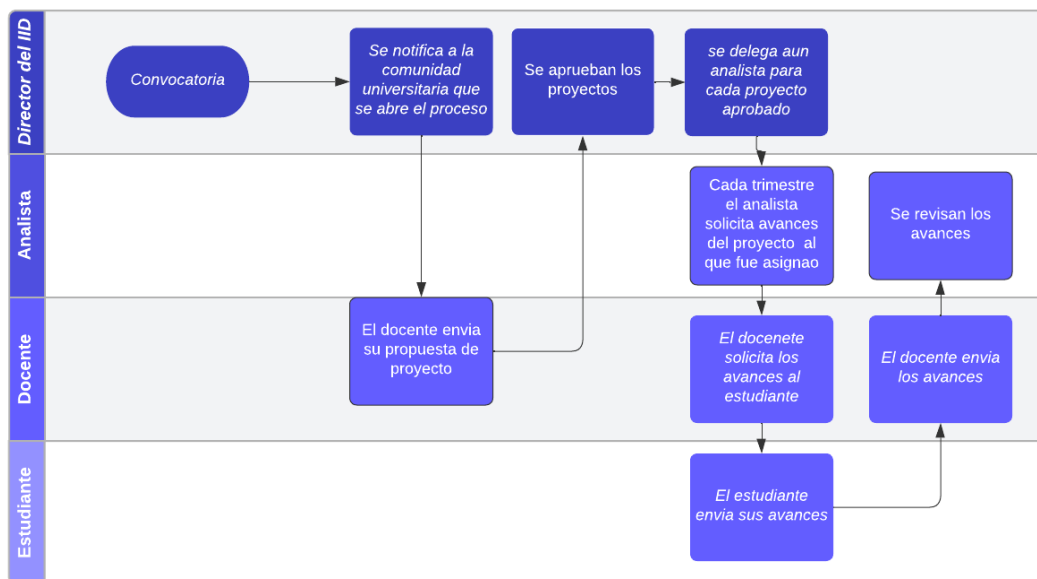 Director del IID
Convocatoria
Se notifica a la
comunidad
universitaria que
se abre el proceso
Se aprueban los
proyectos
se delega aun
analista para
cada proyecto
aprobado
Analista
Cada trimestre
el analista
solicita avances
del proyecto al
que fue asignao
Se revisan los
avances
Docente
El docente envia
su propuesta de
proyecto
El docenete
solicita los
avances al
estudiante
El docente envia
los avances
Estudiante
El estudiante
envia sus avances